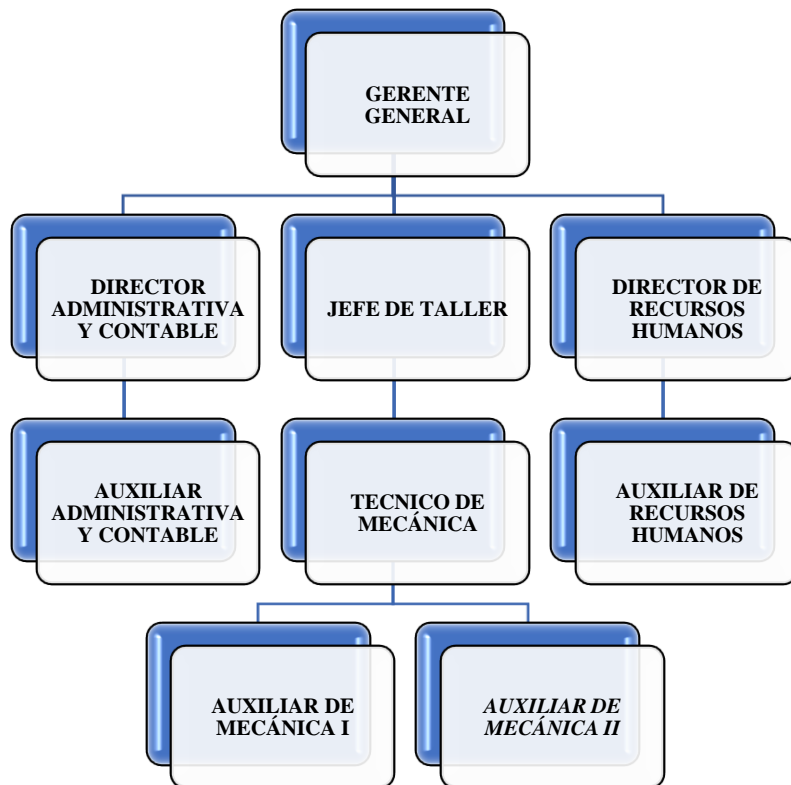 GERENTE
GENERAL
DIRECTOR
ADMINISTRATIVA
Y CONTABLE
JEFE DE TALLER
DIRECTOR DE
RECURSOS
HUMANOS
AUXILIAR
ADMINISTRATIVA
Y CONTABLE
TECNICO DE
MECÁNICA
AUXILIAR DE
RECURSOS
HUMANOS
AUXILIAR DE
MECÁNICA I
AUXILIAR DE
MECÁNICA II